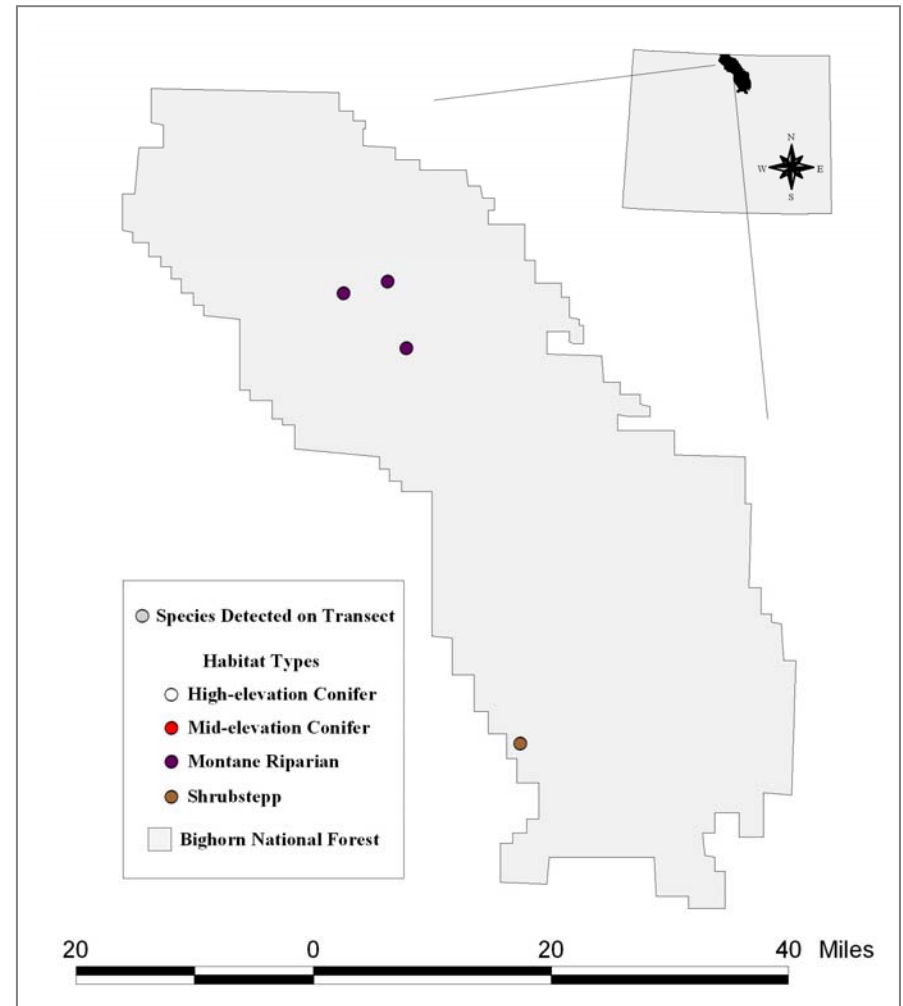 N
W E
S
Species Detected on Transect
Habitat Types
High-elevation Conifer
Mid-elevation Conifer
Montane Riparian
Shrubstepp
Bighorn National Forest
20 0 20 40 Miles